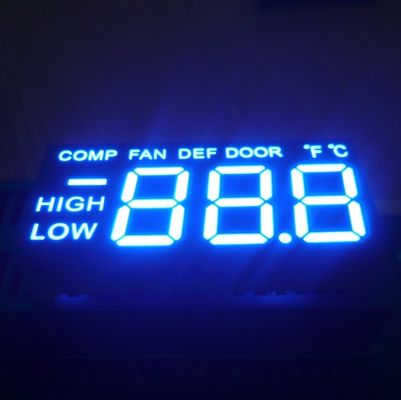 COMP FAN DEF DOOR °F °C
-88.8
HIGH
LOW